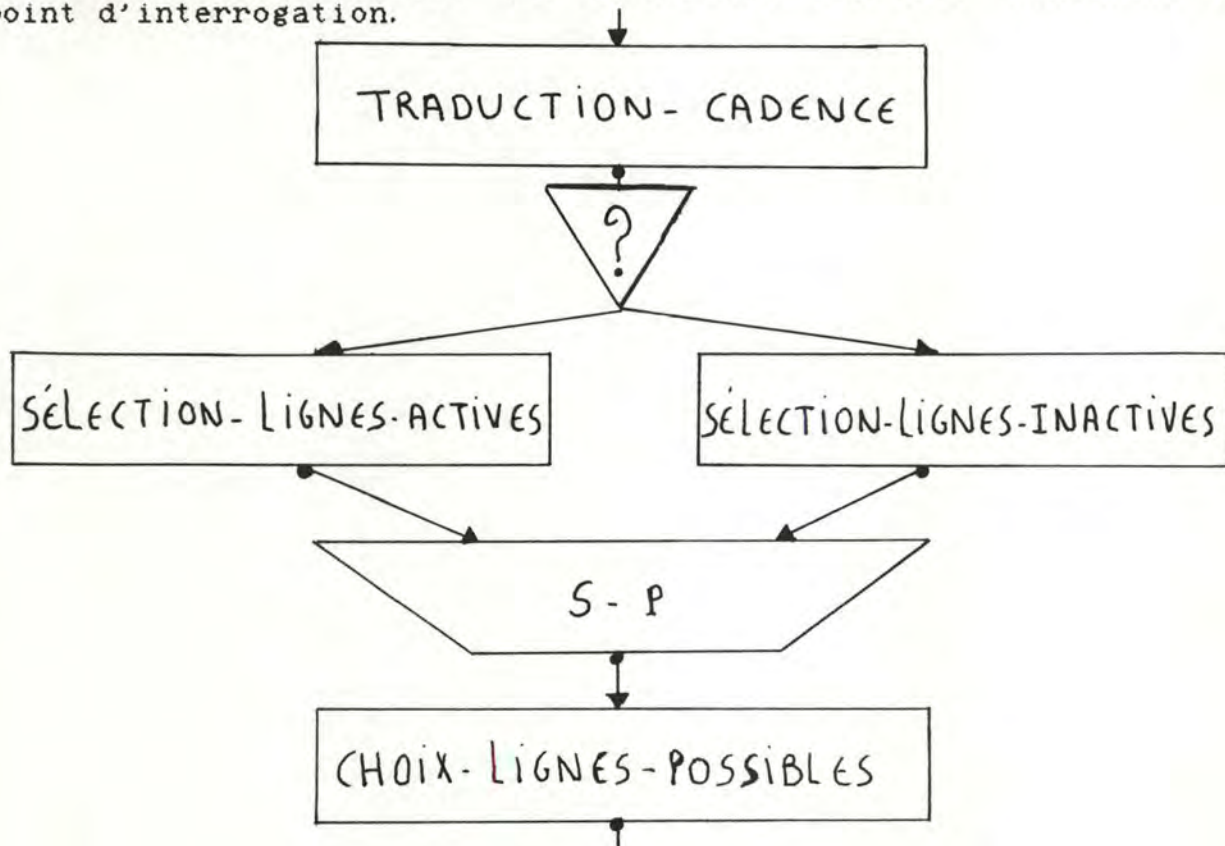 point d'interrogation.
TRADUCTION - CADENCE
?
SÉLECTION - LIGNES - ACTIVES
SÉLECTION - LIGNES - INACTIVES
S - P
CHOIX - LIGNES - POSSIBLES